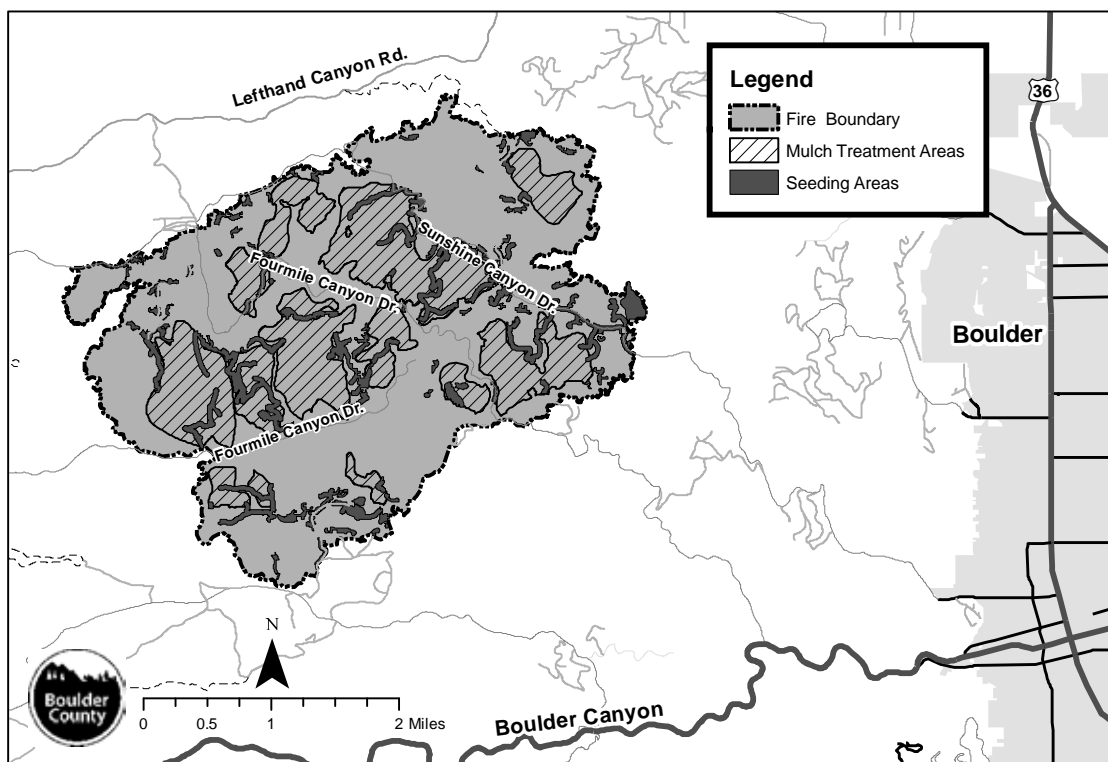 Lefthand Canyon Rd.
Legend
Fire Boundary
Mulch Treatment Areas
Seeding Areas
36
Sunshine Canyon Dr.
Fourmile Canyon Dr.
Boulder
Fourmile Canyon Dr.
N
Boulder
County
0 0.5 1 2 Miles
Boulder Canyon